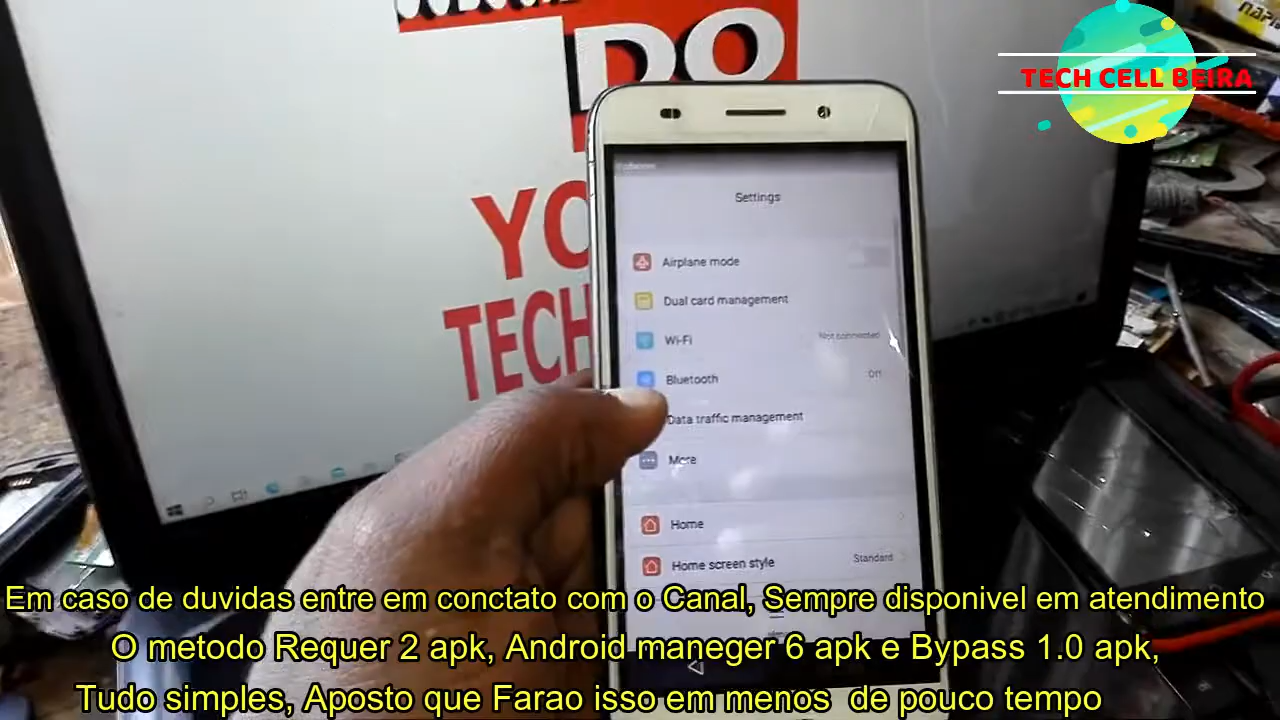 DO
TECH CELL BEIRA
YO
TECH
Settings
Airplane mode
Dual card management
Wi-Fi Not connected
Bluetooth Off
Data traffic management
More
Home
Home screen style Standard
Em caso de duvidas entre em conctato com o Canal, Sempre disponivel em atendimento
O metodo Requer 2 apk, Android maneger 6 apk e Bypass 1.0 apk,
Tudo simples, Aposto que Farao isso em menos de pouco tempo